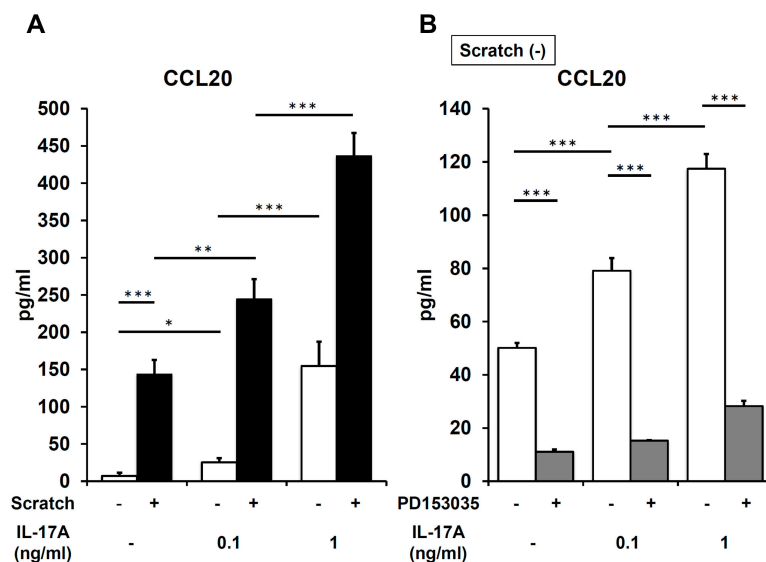 A
CCL20
500
450
400
350
300
250
200
150
100
50
0
pg/ml
***
*
**
***
***
Scratch - + - + - +
IL-17A
(ng/ml)
- 0.1 1
B
Scratch (-)
CCL20
140
120
100
80
60
40
20
0
pg/ml
***
***
***
***
***
PD153035 - + - + - +
IL-17A
(ng/ml)
- 0.1 1